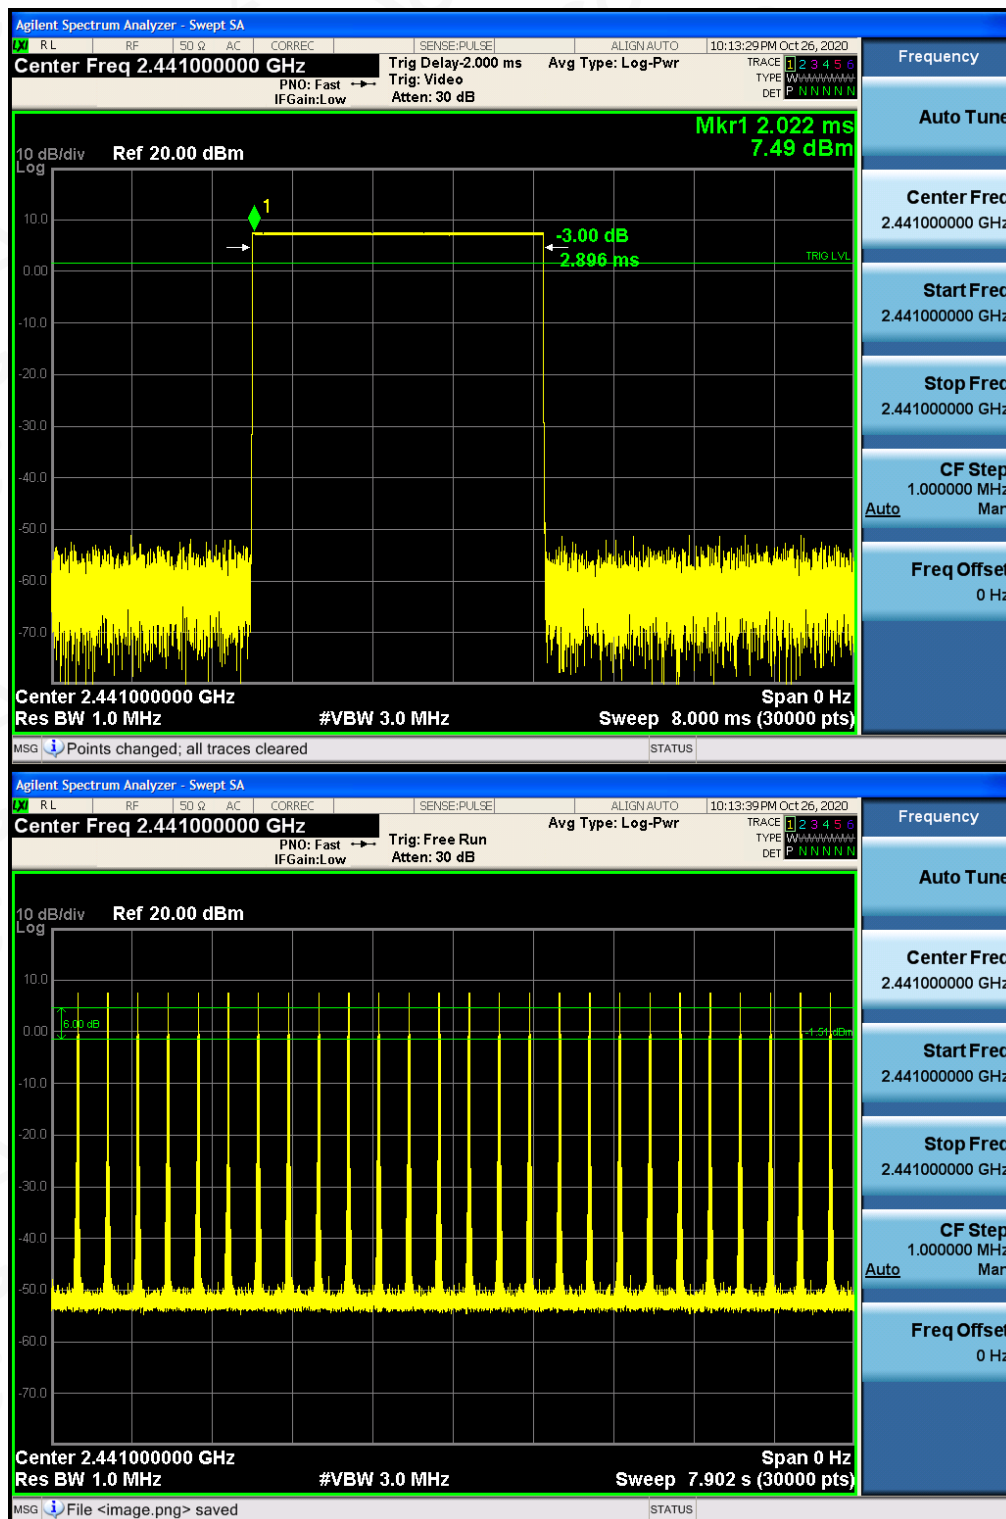 Agilent Spectrum Analyzer - Swept SA
LXI RL RF 50 Ω AC CORREC SENSE:PULSE ALIGN AUTO 10:13:29 PM Oct 26, 2020
Center Freq 2.441000000 GHz Trig Delay-2.000 ms Avg Type: Log-Pwr TRACE 1 2 3 4 5 6
PNO: Fast Trig: Video TYPE WWWWWW
IFGain:Low Atten: 30 dB DET P N N N N N
Mkr1 2.022 ms
7.49 dBm
10 dB/div Ref 20.00 dBm
Log
1
10.0
-3.00 dB
2.896 ms
TRIG LVL
0.00
-10.0
-20.0
-30.0
-40.0
-50.0
-60.0
-70.0
Center 2.441000000 GHz Span 0 Hz
Res BW 1.0 MHz #VBW 3.0 MHz Sweep 8.000 ms (30000 pts)
MSG Points changed; all traces cleared STATUS
Frequency
Auto Tune
Center Freq
2.441000000 GHz
Start Freq
2.441000000 GHz
Stop Freq
2.441000000 GHz
CF Step
1.000000 MHz
Auto Man
Freq Offset
0 Hz
Agilent Spectrum Analyzer - Swept SA
LXI RL RF 50 Ω AC CORREC SENSE:PULSE ALIGN AUTO 10:13:39 PM Oct 26, 2020
Center Freq 2.441000000 GHz Avg Type: Log-Pwr TRACE 1 2 3 4 5 6
PNO: Fast Trig: Free Run TYPE WWWWWW
IFGain:Low Atten: 30 dB DET P N N N N N
10 dB/div Ref 20.00 dBm
Log
10.0
6.00 dB
0.00 -1.51 dBm
-10.0
-20.0
-30.0
-40.0
-50.0
-60.0
-70.0
Center 2.441000000 GHz Span 0 Hz
Res BW 1.0 MHz #VBW 3.0 MHz Sweep 7.902 s (30000 pts)
MSG File <image.png> saved STATUS
Frequency
Auto Tune
Center Freq
2.441000000 GHz
Start Freq
2.441000000 GHz
Stop Freq
2.441000000 GHz
CF Step
1.000000 MHz
Auto Man
Freq Offset
0 Hz